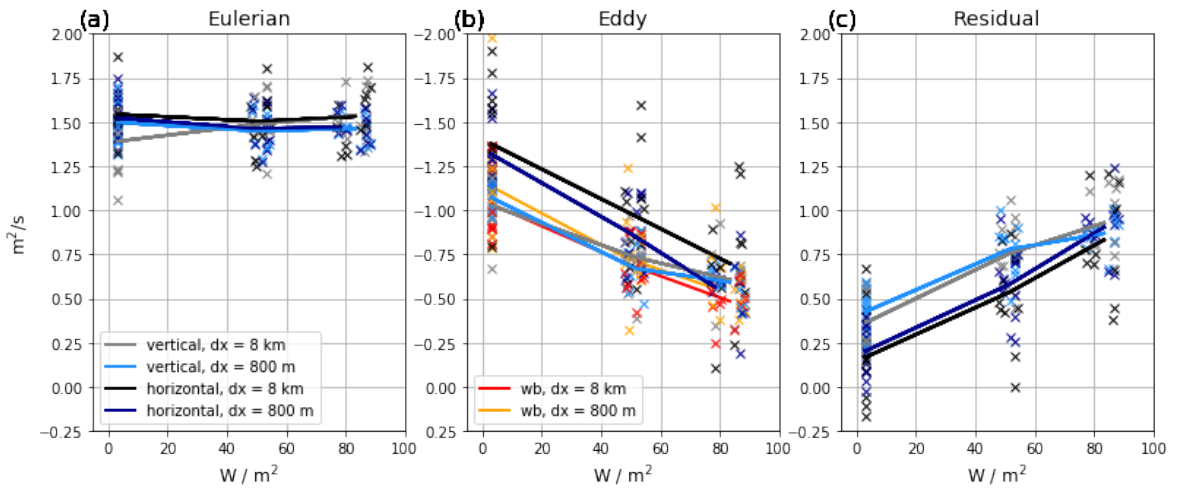 (a) Eulerian
(b) Eddy
(c) Residual
m²/s
2.00
1.75
1.50
1.25
1.00
0.75
0.50
0.25
0.00
−0.25
0 20 40 60 80 100
W / m²
vertical, dx = 8 km
vertical, dx = 800 m
horizontal, dx = 8 km
horizontal, dx = 800 m
−2.00
−1.75
−1.50
−1.25
−1.00
−0.75
−0.50
−0.25
0.00
0.25
0 20 40 60 80 100
W / m²
wb, dx = 8 km
wb, dx = 800 m
2.00
1.75
1.50
1.25
1.00
0.75
0.50
0.25
0.00
−0.25
0 20 40 60 80 100
W / m²